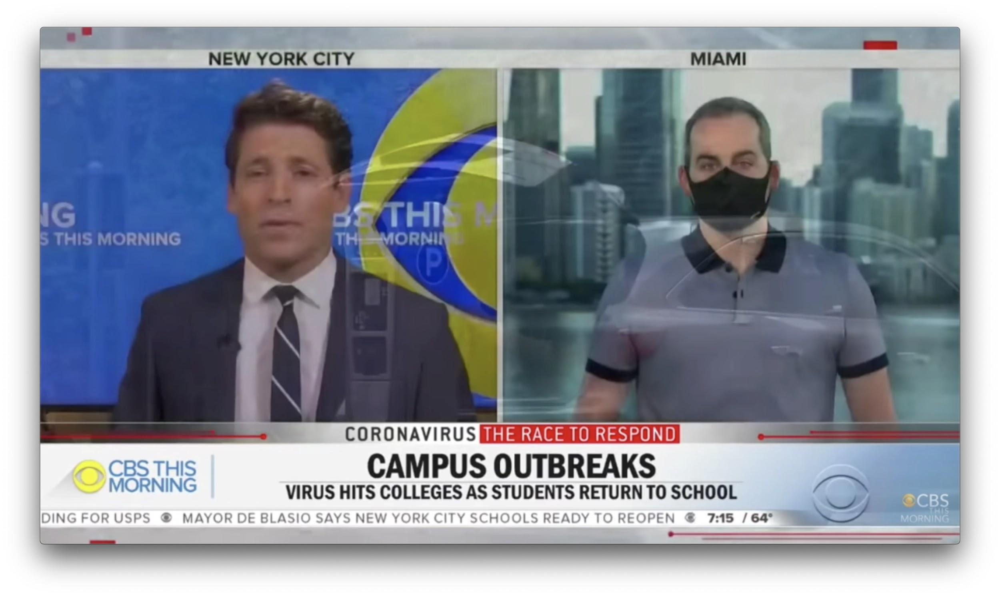 NEW YORK CITY
MIAMI
NG
S THIS MORNING
BS THIS M
THIS MORNING
P
CORONAVIRUS THE RACE TO RESPOND
CBS THIS
MORNING
CAMPUS OUTBREAKS
VIRUS HITS COLLEGES AS STUDENTS RETURN TO SCHOOL
CBS
THIS
MORNING
DING FOR USPS MAYOR DE BLASIO SAYS NEW YORK CITY SCHOOLS READY TO REOPEN 7:15 / 64°